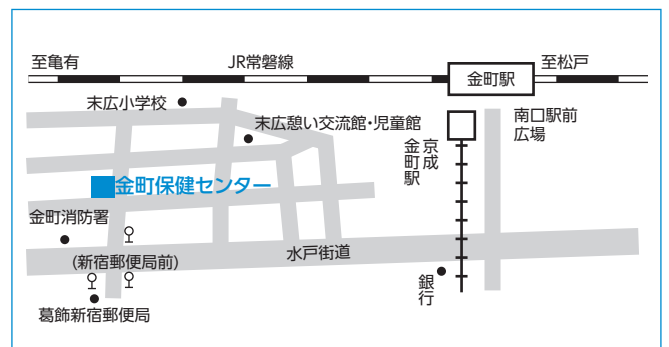 至亀有
JR常磐線
金町駅
至松戸
末広小学校
末広憩い交流館・児童館
京成
金町駅
南口駅前
広場
金町保健センター
金町消防署
水戸街道
(新宿郵便局前)
銀行
葛飾新宿郵便局